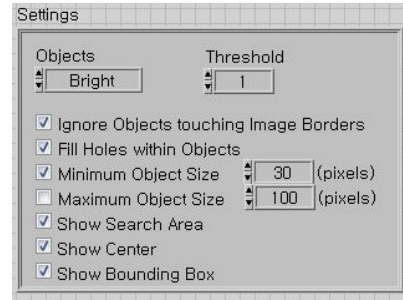 Settings
Objects Threshold
Bright 1
Ignore Objects touching Image Borders
Fill Holes within Objects
Minimum Object Size 30 (pixels)
Maximum Object Size 100 (pixels)
Show Search Area
Show Center
Show Bounding Box